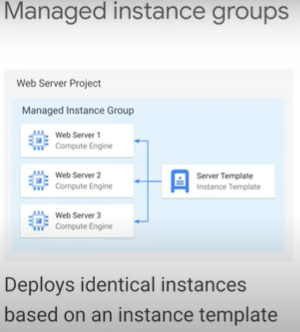 Managed instance groups
Web Server Project
Managed Instance Group
Web Server 1
Compute Engine
Web Server 2
Compute Engine
Server Template
Instance Template
Web Server 3
Compute Engine
Deploys identical instances
based on an instance template